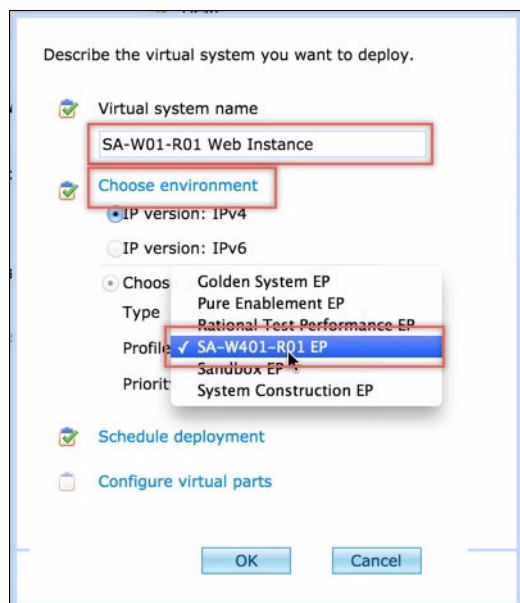 Describe the virtual system you want to deploy.
Virtual system name
SA-W01-R01 Web Instance
Choose environment
IP version: IPv4
IP version: IPv6
Choos
Golden System EP
Pure Enablement EP
Type
Rational Test Performance EP
Profile
✓ SA-W401-R01 EP
Sandbox EP
Priorit
System Construction EP
Schedule deployment
Configure virtual parts
OK
Cancel